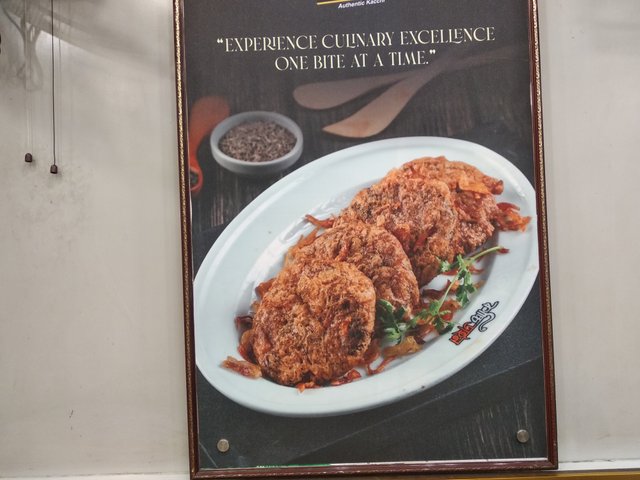 Authentic Kacchi
“EXPERIENCE CULINARY EXCELLENCE
ONE BITE AT A TIME.”